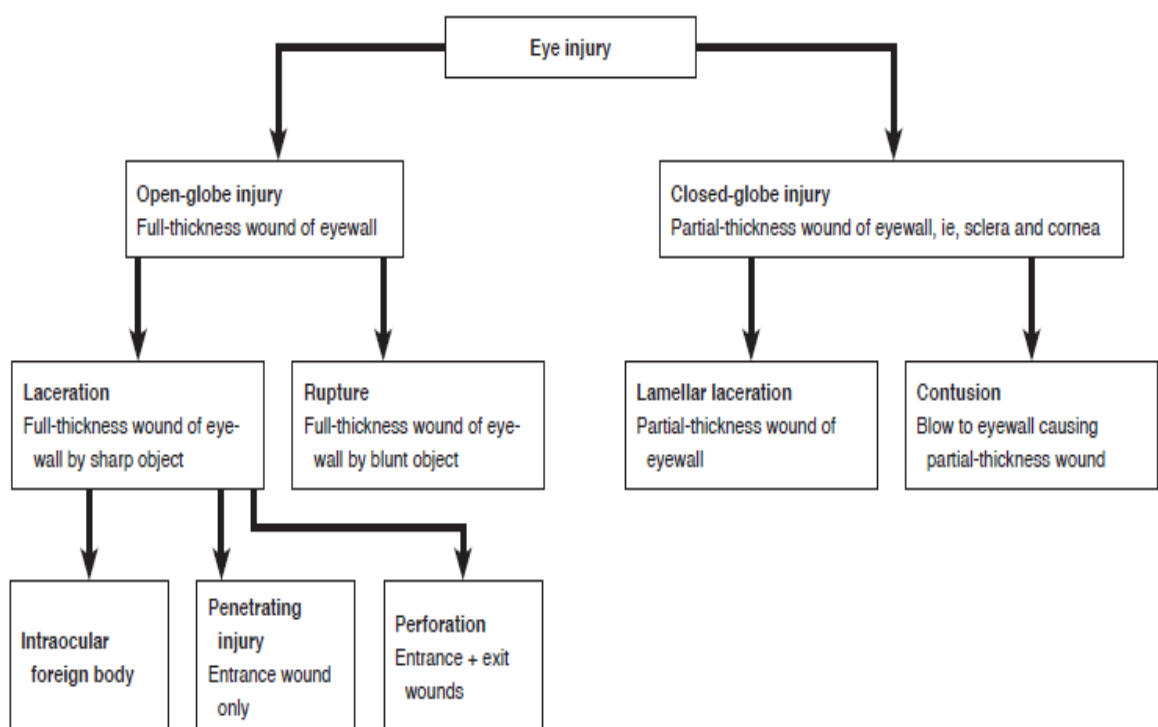 Eye injury
Open-globe injury
Full-thickness wound of eyewall
Closed-globe injury
Partial-thickness wound of eyewall, ie, sclera and cornea
Laceration
Full-thickness wound of eye-
wall by sharp object
Rupture
Full-thickness wound of eye-
wall by blunt object
Lamellar laceration
Partial-thickness wound of
eyewall
Contusion
Blow to eyewall causing
partial-thickness wound
Intraocular
foreign body
Penetrating
injury
Entrance wound
only
Perforation
Entrance + exit
wounds